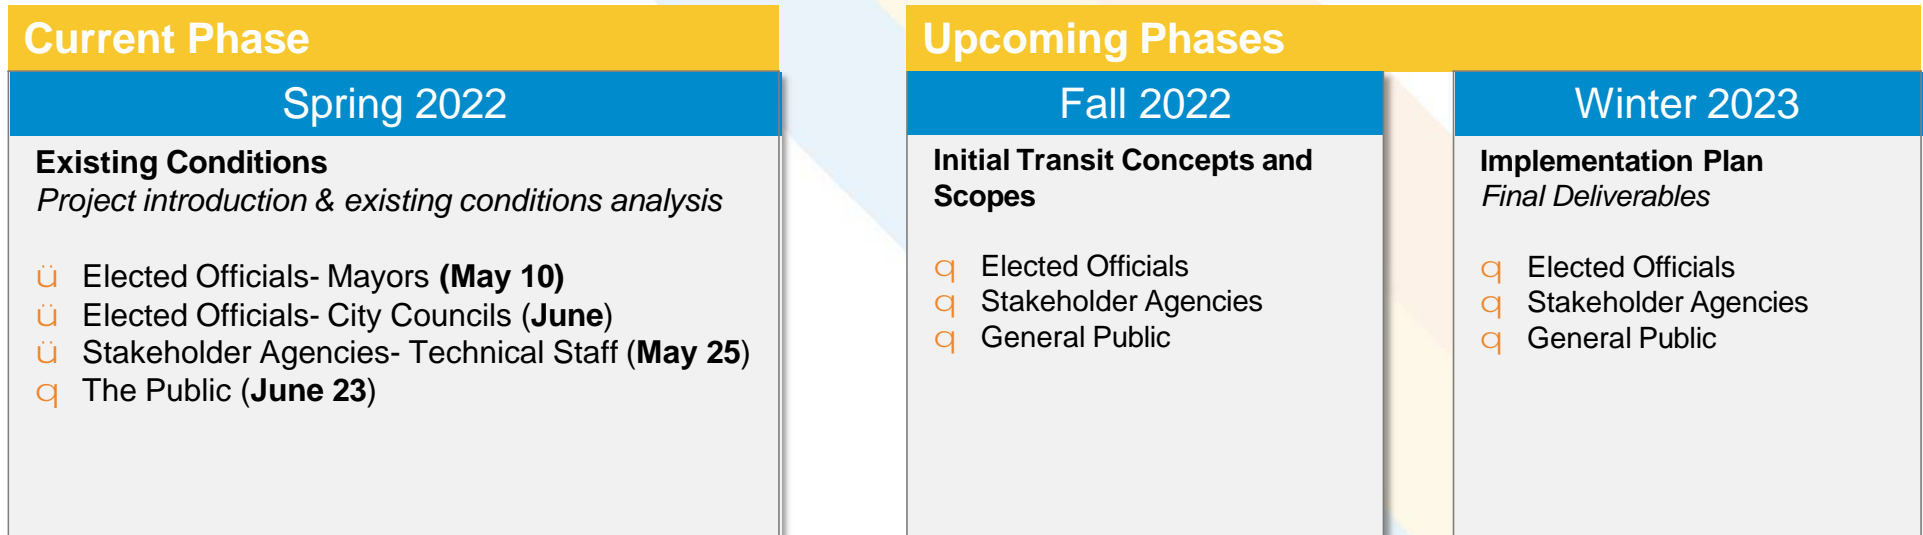 Current Phase
Spring 2022
Existing Conditions
Project introduction & existing conditions analysis
ü Elected Officials- Mayors (May 10)
ü Elected Officials- City Councils (June)
ü Stakeholder Agencies- Technical Staff (May 25)
q The Public (June 23)
Upcoming Phases
Fall 2022
Initial Transit Concepts and
Scopes
q Elected Officials
q Stakeholder Agencies
q General Public
Winter 2023
Implementation Plan
Final Deliverables
q Elected Officials
q Stakeholder Agencies
q General Public